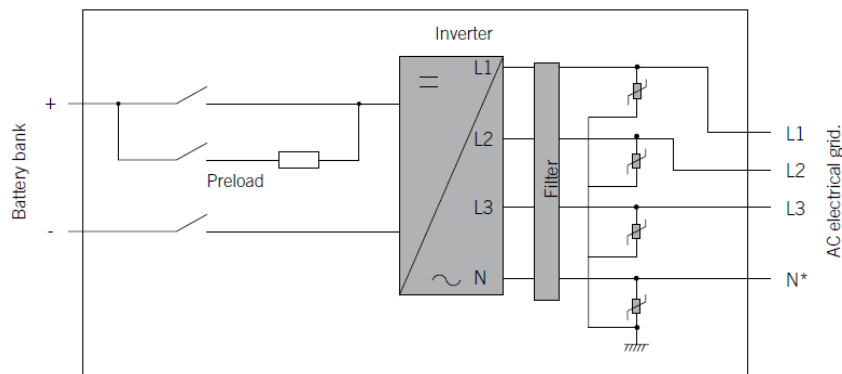 Inverter
L1
+
L2
L1
Preload
L2
Battery bank
Filter
AC electrical grid.
L3
L3
-
N
N*